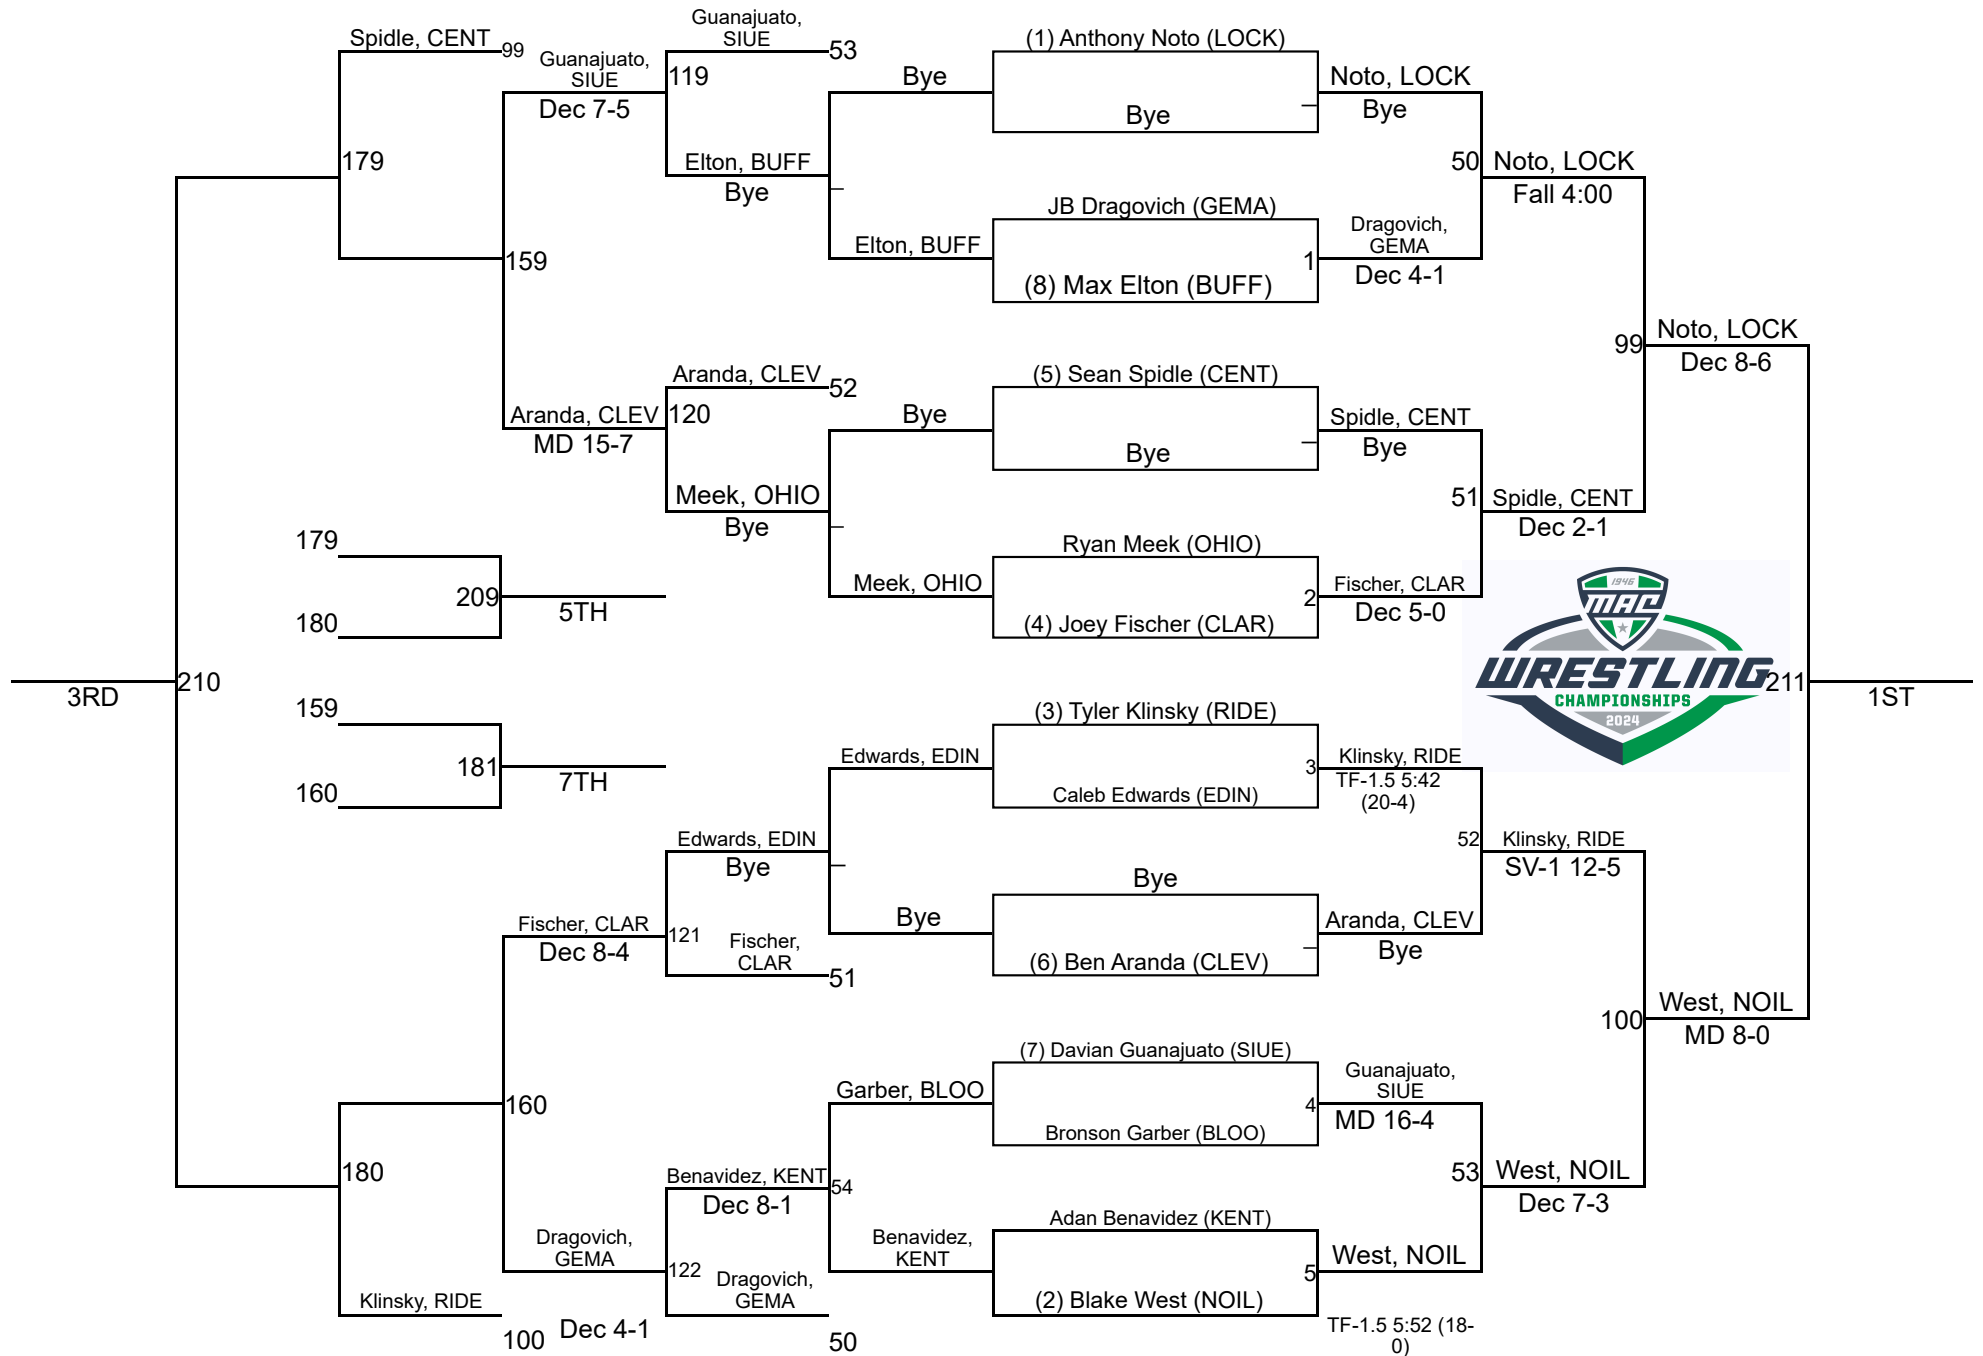 Guanajuato,
SIUE
Spidle, CENT
99
53
(1) Anthony Noto (LOCK)
Guanajuato,
SIUE
119
Bye
Noto, LOCK
Dec 7-5
Bye
Bye
179
Elton, BUFF
50
Noto, LOCK
Bye
Fall 4:00
JB Dragovich (GEMA)
Dragovich,
GEMA
Elton, BUFF
159
1
Dec 4-1
(8) Max Elton (BUFF)
Noto, LOCK
99
Dec 8-6
Aranda, CLEV
52
(5) Sean Spidle (CENT)
Aranda, CLEV
120
Bye
Spidle, CENT
MD 15-7
Bye
Bye
Meek, OHIO
51
Spidle, CENT
Bye
Dec 2-1
179
Ryan Meek (OHIO)
Meek, OHIO
Fischer, CLAR
209
2
5TH
Dec 5-0
180
(4) Joey Fischer (CLAR)
1946
MAC
WRESTLING
CHAMPIONSHIPS
2024
210
211
3RD
1ST
159
(3) Tyler Klinsky (RIDE)
Edwards, EDIN
Klinsky, RIDE
181
3
7TH
TF-1.5 5:42
(20-4)
160
Caleb Edwards (EDIN)
Edwards, EDIN
52
Klinsky, RIDE
Bye
SV-1 12-5
Bye
Fischer, CLAR
121
Bye
Aranda, CLEV
Dec 8-4
Fischer,
CLAR
Bye
51
(6) Ben Aranda (CLEV)
West, NOIL
100
MD 8-0
(7) Davian Guanajuato (SIUE)
Guanajuato,
SIUE
Garber, BLOO
160
4
MD 16-4
Bronson Garber (BLOO)
180
Benavidez, KENT
54
53
West, NOIL
Dec 8-1
Dec 7-3
Adan Benavidez (KENT)
Dragovich,
GEMA
Benavidez,
KENT
West, NOIL
122
5
Dragovich,
GEMA
Klinsky, RIDE
(2) Blake West (NOIL)
100
Dec 4-1
50
TF-1.5 5:52 (18-
0)